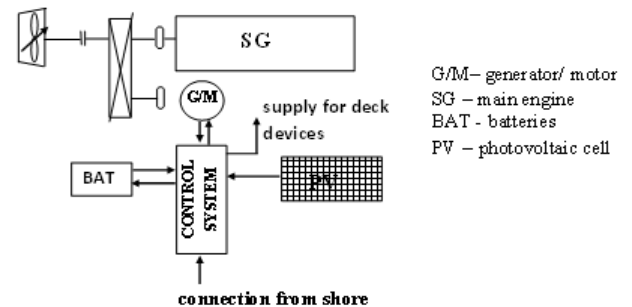 SG
G/M
supply for deck
devices
BAT
CONTROL
SYSTEM
PV
connection from shore
G/M– generator/ motor
SG – main engine
BAT - batteries
PV – photovoltaic cell